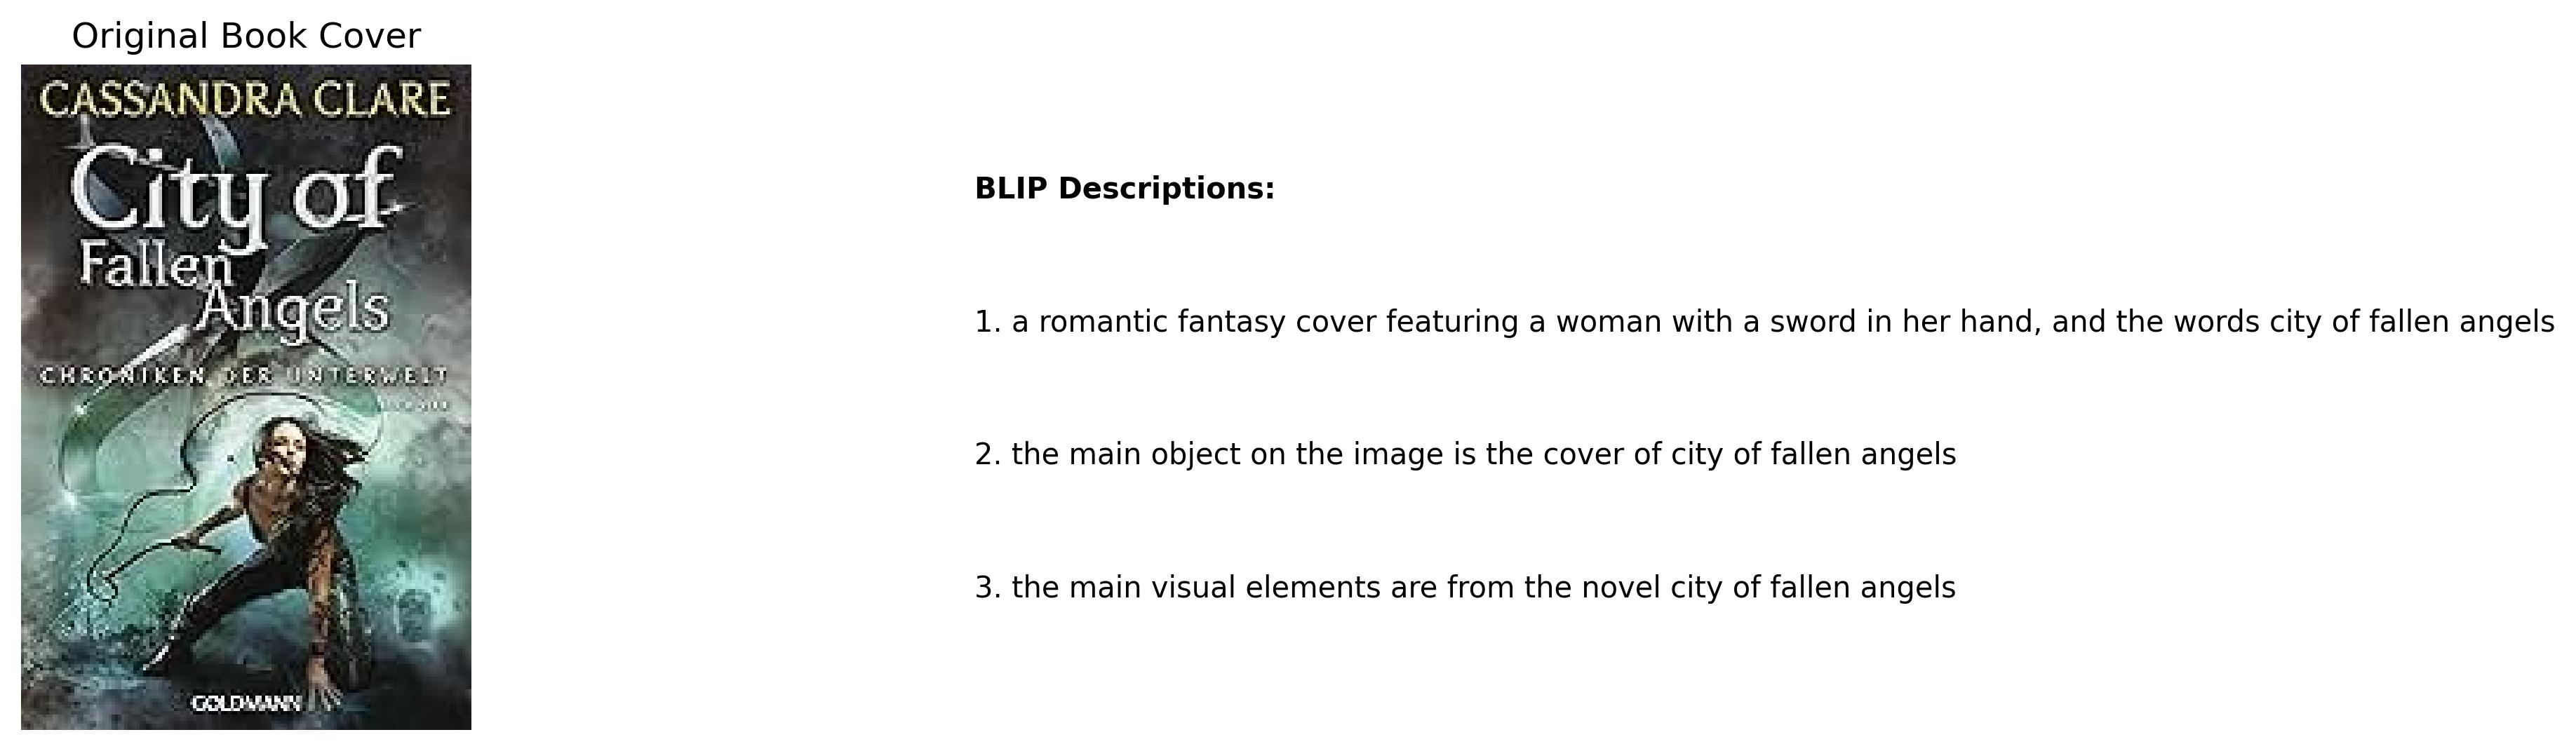 Original Book Cover
CASSANDRA CLARE
City of
Fallen
Angels
CHRONIKEN DER UNTERWELT
GOLDMANN
BLIP Descriptions:
1. a romantic fantasy cover featuring a woman with a sword in her hand, and the words city of fallen angels
2. the main object on the image is the cover of city of fallen angels
3. the main visual elements are from the novel city of fallen angels